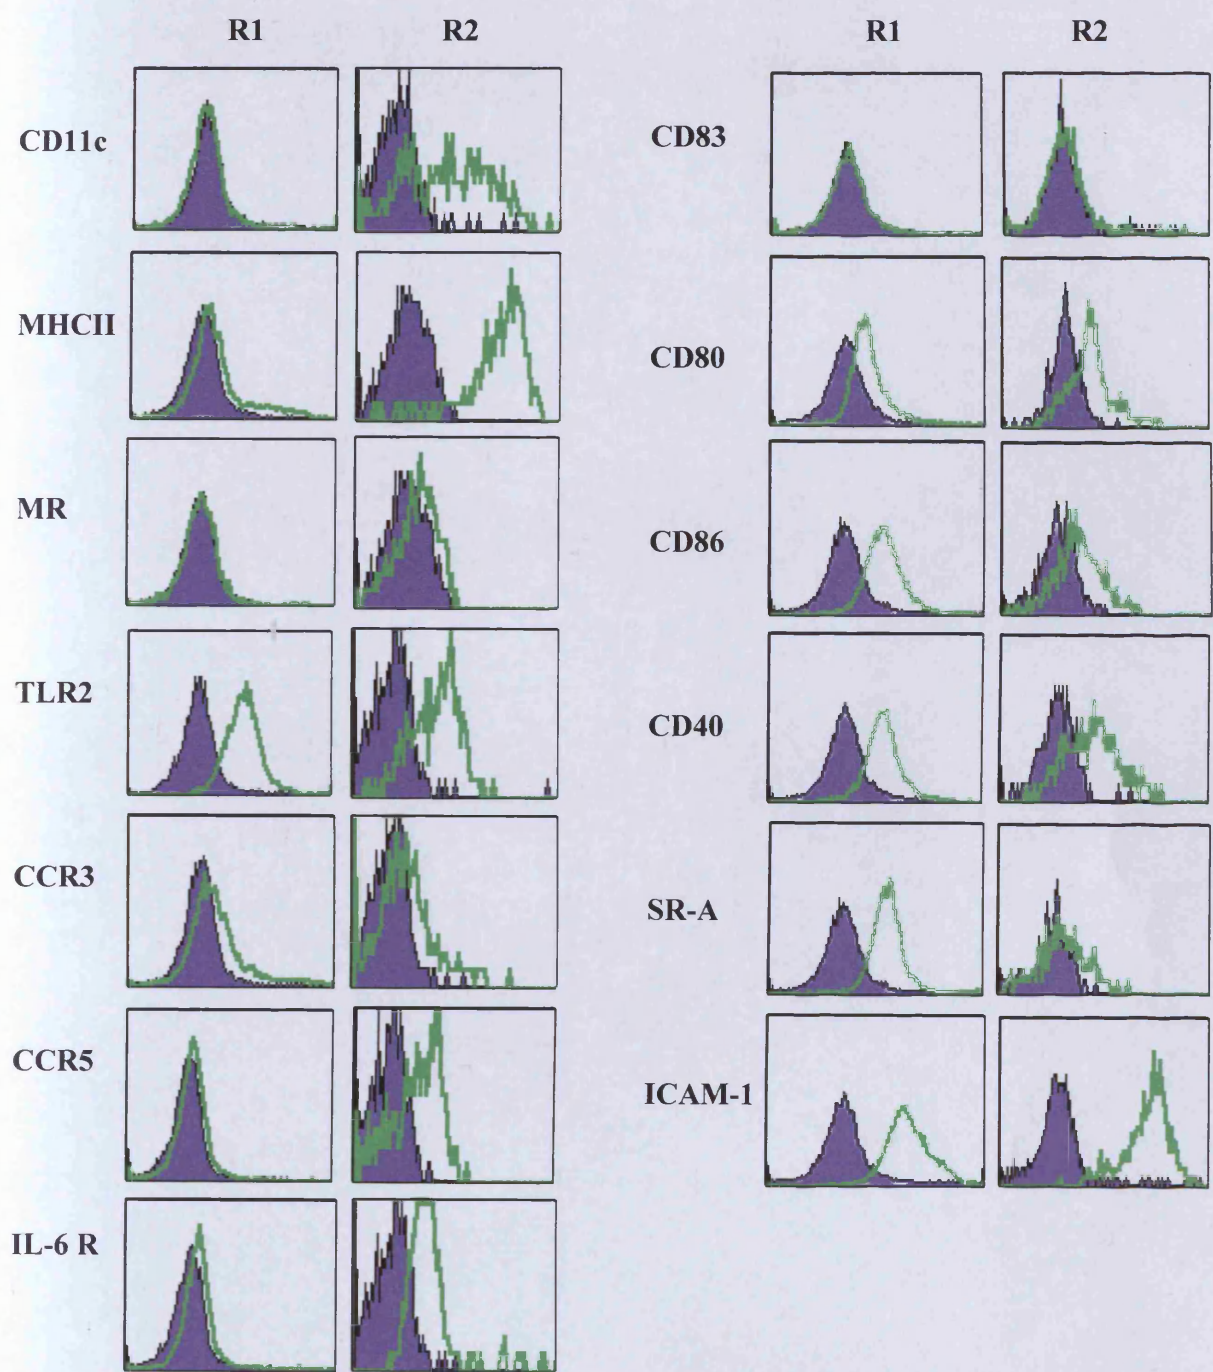 R1 R2
CD11c
MHCII
MR
TLR2
CCR3
CCR5
IL-6 R
R1 R2
CD83
CD80
CD86
CD40
SR-A
ICAM-1